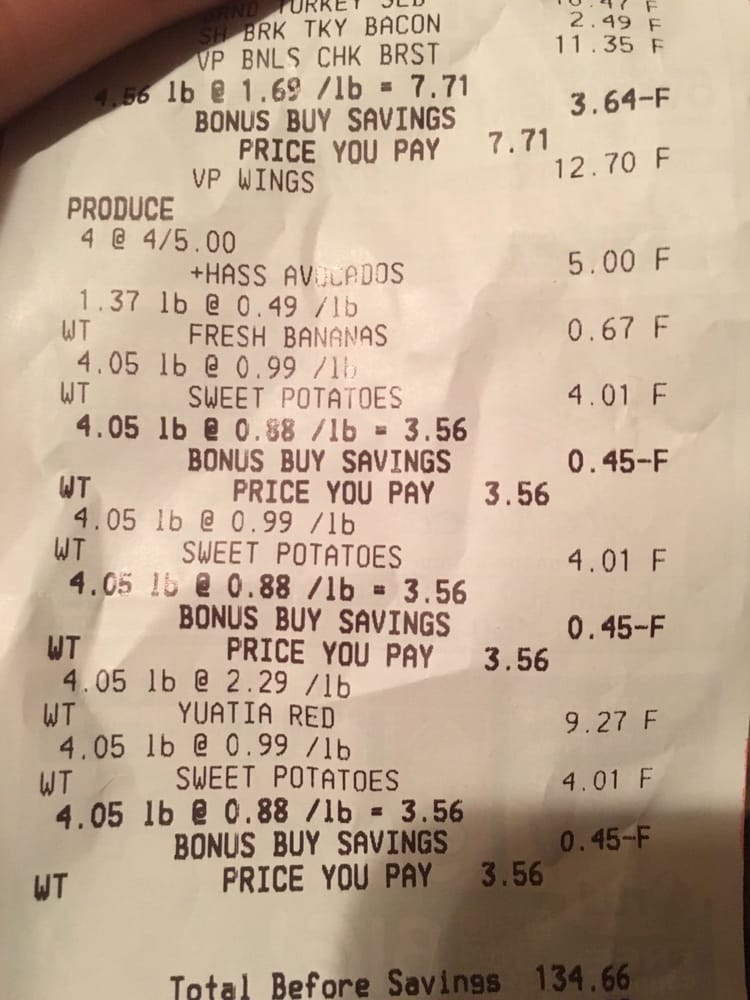 TURKEY
SH BRK TKY BACON 2.49 F
VP BNLS CHK BRST 11.35 F
4.56 lb @ 1.69 /lb = 7.71
BONUS BUY SAVINGS 3.64-F
PRICE YOU PAY 7.71
VP WINGS 12.70 F
PRODUCE
4 @ 4/5.00
+HASS AVOCADOS 5.00 F
1.37 lb @ 0.49 /lb
WT FRESH BANANAS 0.67 F
4.05 lb @ 0.99 /lb
WT SWEET POTATOES 4.01 F
4.05 lb @ 0.88 /lb = 3.56
BONUS BUY SAVINGS 0.45-F
WT PRICE YOU PAY 3.56
4.05 lb @ 0.99 /lb
WT SWEET POTATOES 4.01 F
4.05 lb @ 0.88 /lb = 3.56
BONUS BUY SAVINGS 0.45-F
WT PRICE YOU PAY 3.56
4.05 lb @ 2.29 /lb
WT YUATIA RED 9.27 F
4.05 lb @ 0.99 /lb
WT SWEET POTATOES 4.01 F
4.05 lb @ 0.88 /lb = 3.56
BONUS BUY SAVINGS 0.45-F
WT PRICE YOU PAY 3.56
Total Before Savings 134.66